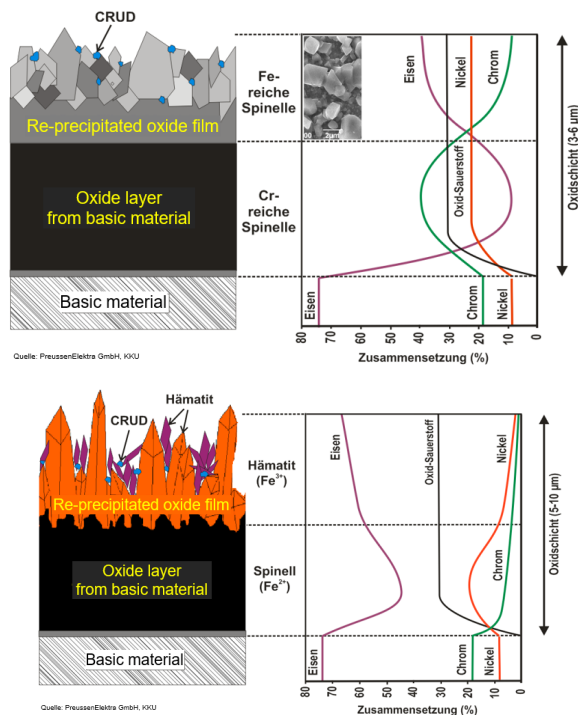 CRUD
Re-precipitated oxide film
Oxide layer
from basic material
Basic material
Quelle: PreussenElektra GmbH, KKU
Fe-
reiche
Spinelle
Cr-
reiche
Spinelle
2µm
Eisen
Nickel
Chrom
Oxid-Sauerstoff
Eisen
Chrom
Nickel
80 70 60 50 40 30 20 10 0
Zusammensetzung (%)
Oxidschicht (3-6 µm)
Hämatit
CRUD
Re-precipitated oxide film
Oxide layer
from basic material
Basic material
Quelle: PreussenElektra GmbH, KKU
Hämatit
(Fe³⁺)
Spinell
(Fe²⁺)
Eisen
Oxid-Sauerstoff
Nickel
Chrom
Eisen
Chrom
Nickel
80 70 60 50 40 30 20 10 0
Zusammensetzung (%)
Oxidschicht (5-10 µm)